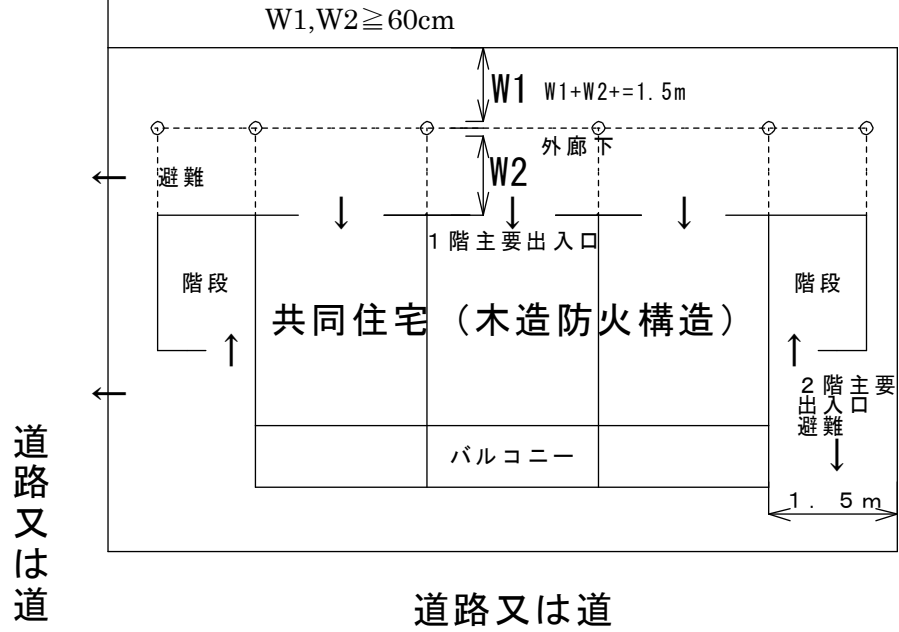 W1,W2≧60cm
W1 W1+W2+=1.5m
外廊下
避難
W2
1階主要出入口
階段
階段
共同住宅（木造防火構造）
2階主要
出入口
避難
バルコニー
1．5m
道路又は道
道路又は道